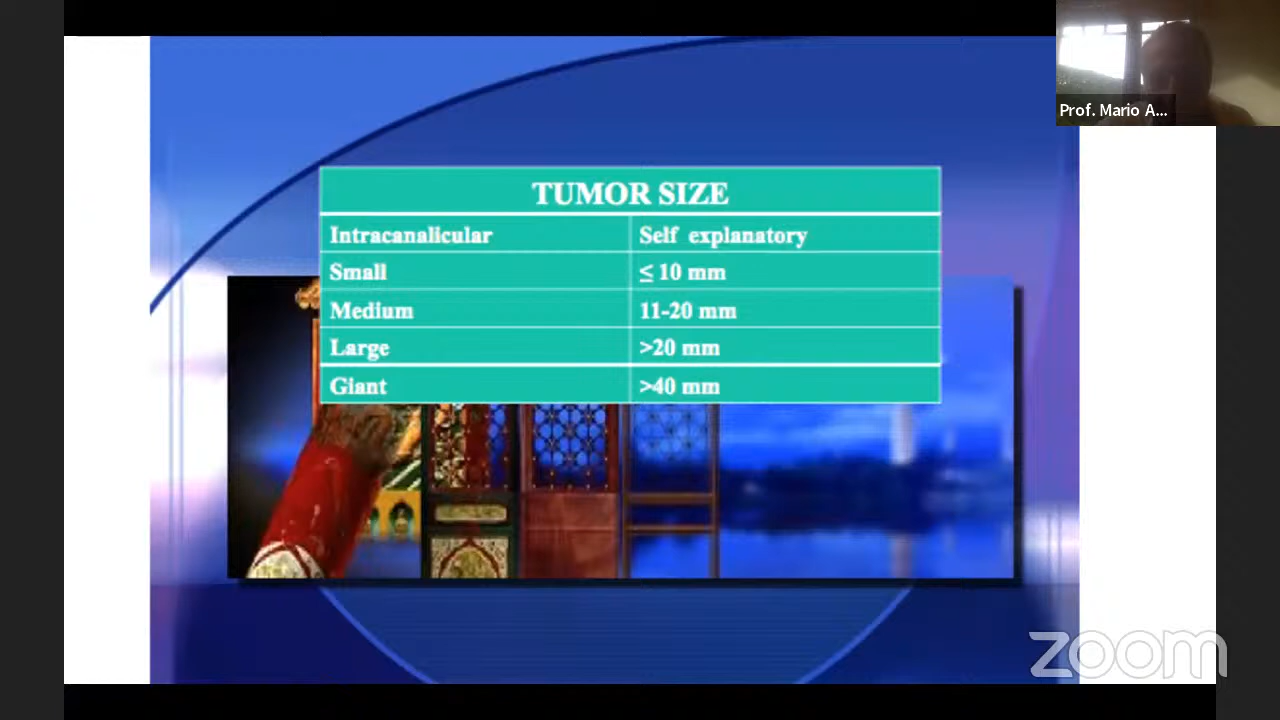 Prof. Mario A...
TUMOR SIZE
Intracanalicular Self explanatory
Small ≤ 10 mm
Medium 11-20 mm
Large >20 mm
Giant >40 mm
zoom